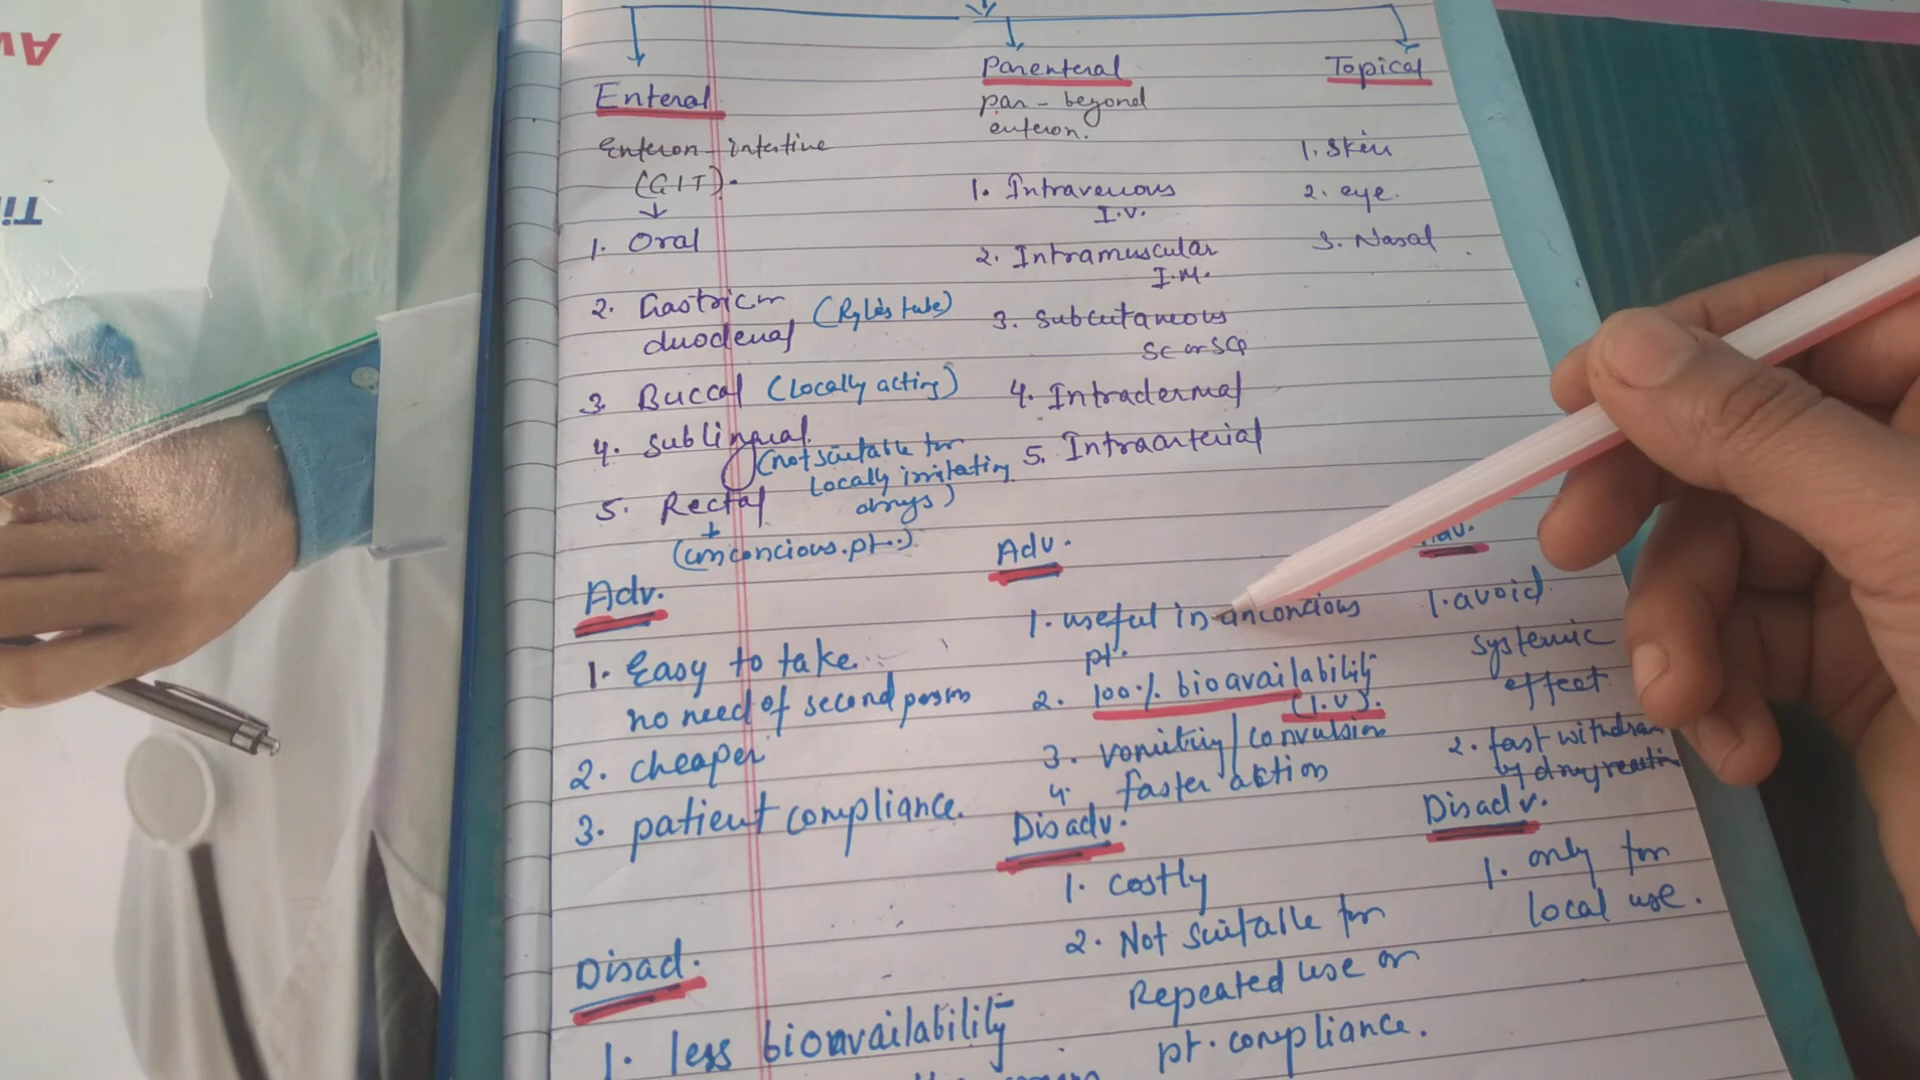 Enteral
Enteron - intestine
(GIT).
1. Oral
2. Gastric or
duodenal
(Ryle's tube)
3. Buccal (Locally acting)
4. Sublingual
(not suitable for
Locally irritating
drugs)
5. Rectal
(unconcious.pt..)
Adv.
1. Easy to take
no need of second person
2. cheaper
3. patient compliance.
Disad.
1. less bioavailability
Parenteral
par - beyond
enteron.
1. Intravenous
I.V.
2. Intramuscular
I.M.
3. Subcutaneous
SC or SCQ
4. Intradermal
5. Intraarterial
Adv.
1. useful in unconcious
pt.
2. 100% bioavailability
(I.V).
3. vomiting/convulsion
4. faster aktion
Disadv.
1. costly
2. Not suitable for
Repeated use or
pt. compliance.
Topical
1. Skin
2. eye.
3. Nasal
1. avoid
systemic
effect
2. fast withdraw
Disadv.
1. only for
local use.